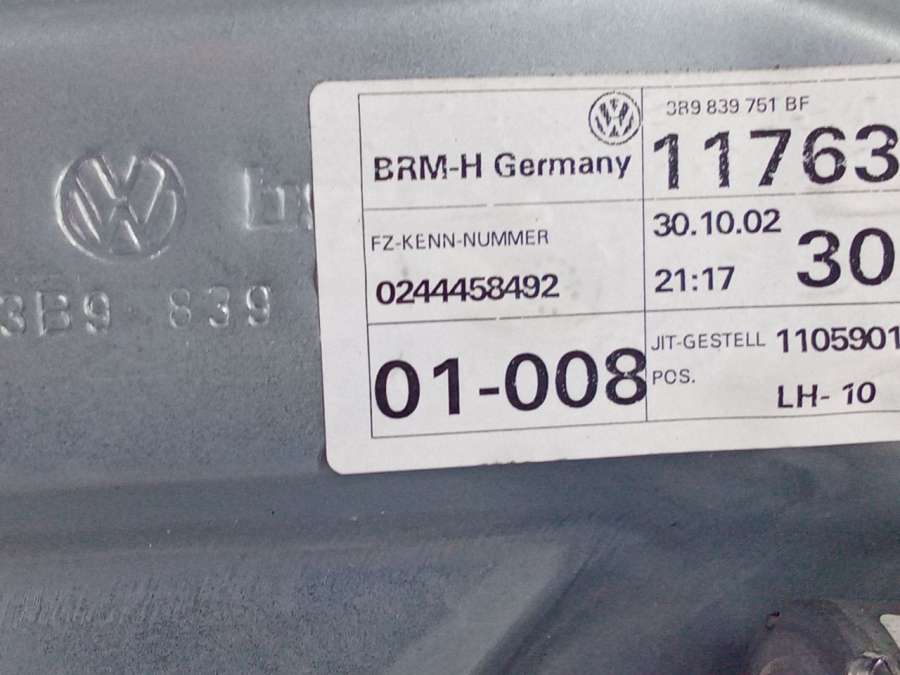 3B9 839
3B9 839 751 BF
BRM-H Germany
11763
FZ-KENN-NUMMER
0244458492
30.10.02
21:17
30
01-008
JIT-GESTELL 1105901
PCS.
LH- 10